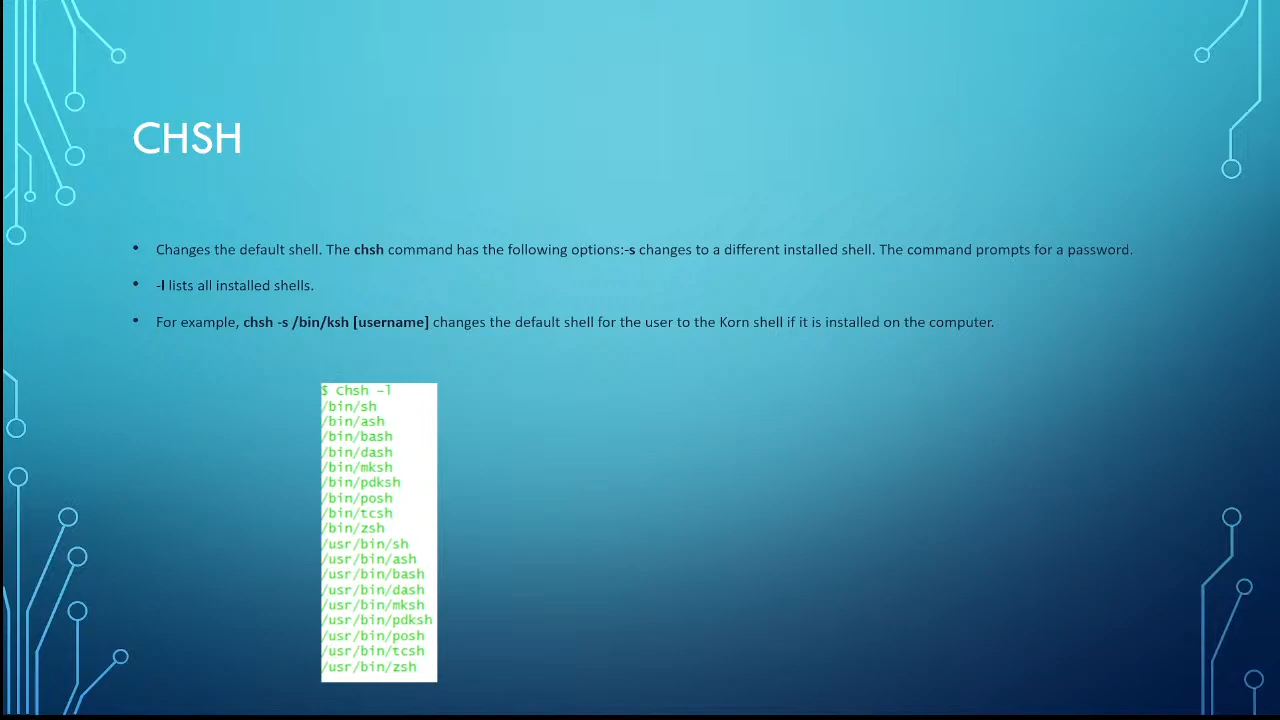 CHSH
• Changes the default shell. The chsh command has the following options:-s changes to a different installed shell. The command prompts for a password.
• -l lists all installed shells.
• For example, chsh -s /bin/ksh [username] changes the default shell for the user to the Korn shell if it is installed on the computer.
$ Chsh -l
/bin/sh
/bin/ash
/bin/bash
/bin/dash
/bin/mksh
/bin/pdksh
/bin/posh
/bin/tcsh
/bin/zsh
/usr/bin/sh
/usr/bin/ash
/usr/bin/bash
/usr/bin/dash
/usr/bin/mksh
/usr/bin/pdksh
/usr/bin/posh
/usr/bin/tcsh
/usr/bin/zsh